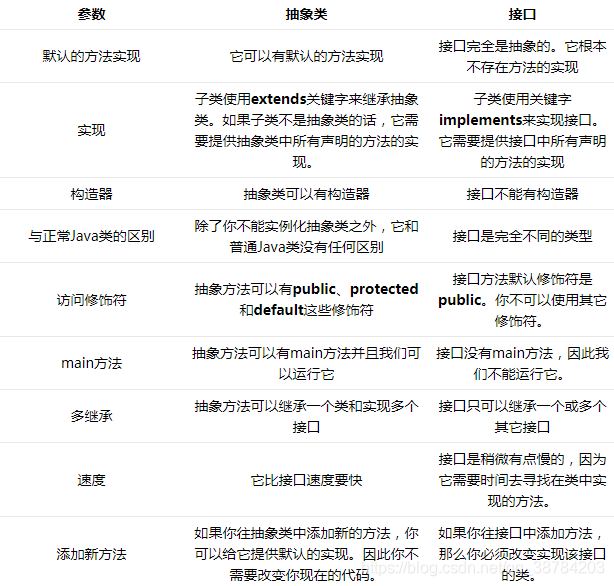 参数 抽象类 接口
默认的方法实现 它可以有默认的方法实现 接口完全是抽象的。它根本
不存在方法的实现
实现 子类使用extends关键字来继承抽象
类。如果子类不是抽象类的话，它需
要提供抽象类中所有声明的方法的实
现。
子类使用关键字
implements来实现接口。
它需要提供接口中所有声明
的方法的实现
构造器 抽象类可以有构造器 接口不能有构造器
与正常Java类的区别 除了你不能实例化抽象类之外，它和
普通Java类没有任何区别
接口是完全不同的类型
访问修饰符 抽象方法可以有public、protected
和default这些修饰符
接口方法默认修饰符是
public。你不可以使用其它
修饰符。
main方法 抽象方法可以有main方法并且我们可
以运行它
接口没有main方法，因此我
们不能运行它。
多继承 抽象方法可以继承一个类和实现多个
接口
接口只可以继承一个或多个
其它接口
速度 它比接口速度要快 接口是稍微有点慢的，因为
它需要时间去寻找在类中实
现的方法。
添加新方法 如果你往抽象类中添加新的方法，你
可以给它提供默认的实现。因此你不
需要改变你现在的代码。
如果你往接口中添加方法，
那么你必须改变实现该接口
的类。